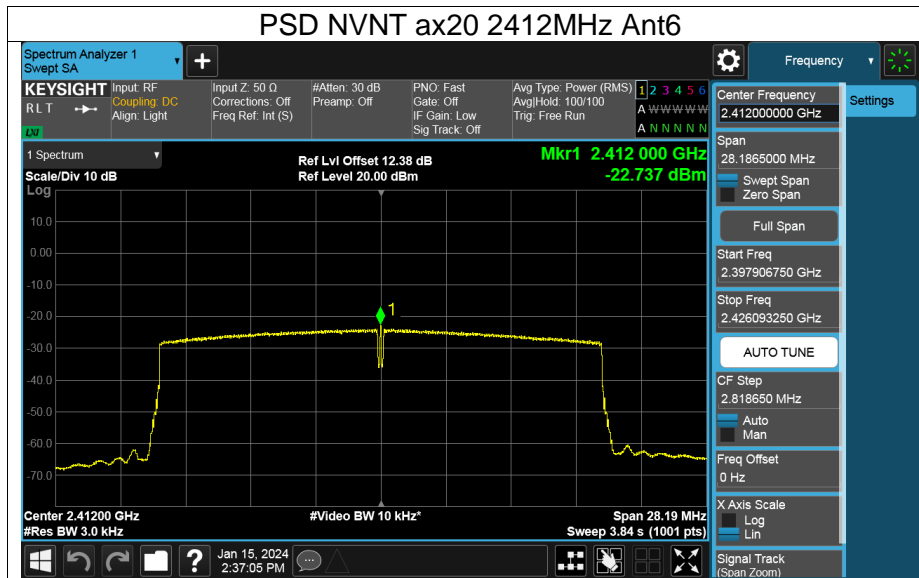 PSD NVNT ax20 2412MHz Ant6
Spectrum Analyzer 1
Swept SA
+
Frequency
KEYSIGHT
RLT
LXI
Input: RF
Coupling: DC
Align: Light
Input Z: 50 Ω
Corrections: Off
Freq Ref: Int (S)
#Atten: 30 dB
Preamp: Off
PNO: Fast
Gate: Off
IF Gain: Low
Sig Track: Off
Avg Type: Power (RMS)
Avg|Hold: 100/100
Trig: Free Run
1 2 3 4 5 6
A W W W W W
A N N N N N
1 Spectrum
Scale/Div 10 dB
Log
Ref Lvl Offset 12.38 dB
Ref Level 20.00 dBm
Mkr1 2.412 000 GHz
-22.737 dBm
10.0
0.00
-10.0
-20.0
-30.0
-40.0
-50.0
-60.0
-70.0
1
Center 2.41200 GHz
#Res BW 3.0 kHz
#Video BW 10 kHz*
Span 28.19 MHz
Sweep 3.84 s (1001 pts)
Center Frequency
2.412000000 GHz
Settings
Span
28.1865000 MHz
Swept Span
Zero Span
Full Span
Start Freq
2.397906750 GHz
Stop Freq
2.426093250 GHz
AUTO TUNE
CF Step
2.818650 MHz
Auto
Man
Freq Offset
0 Hz
X Axis Scale
Log
Lin
Signal Track
(Span Zoom)
?
Jan 15, 2024
2:37:05 PM